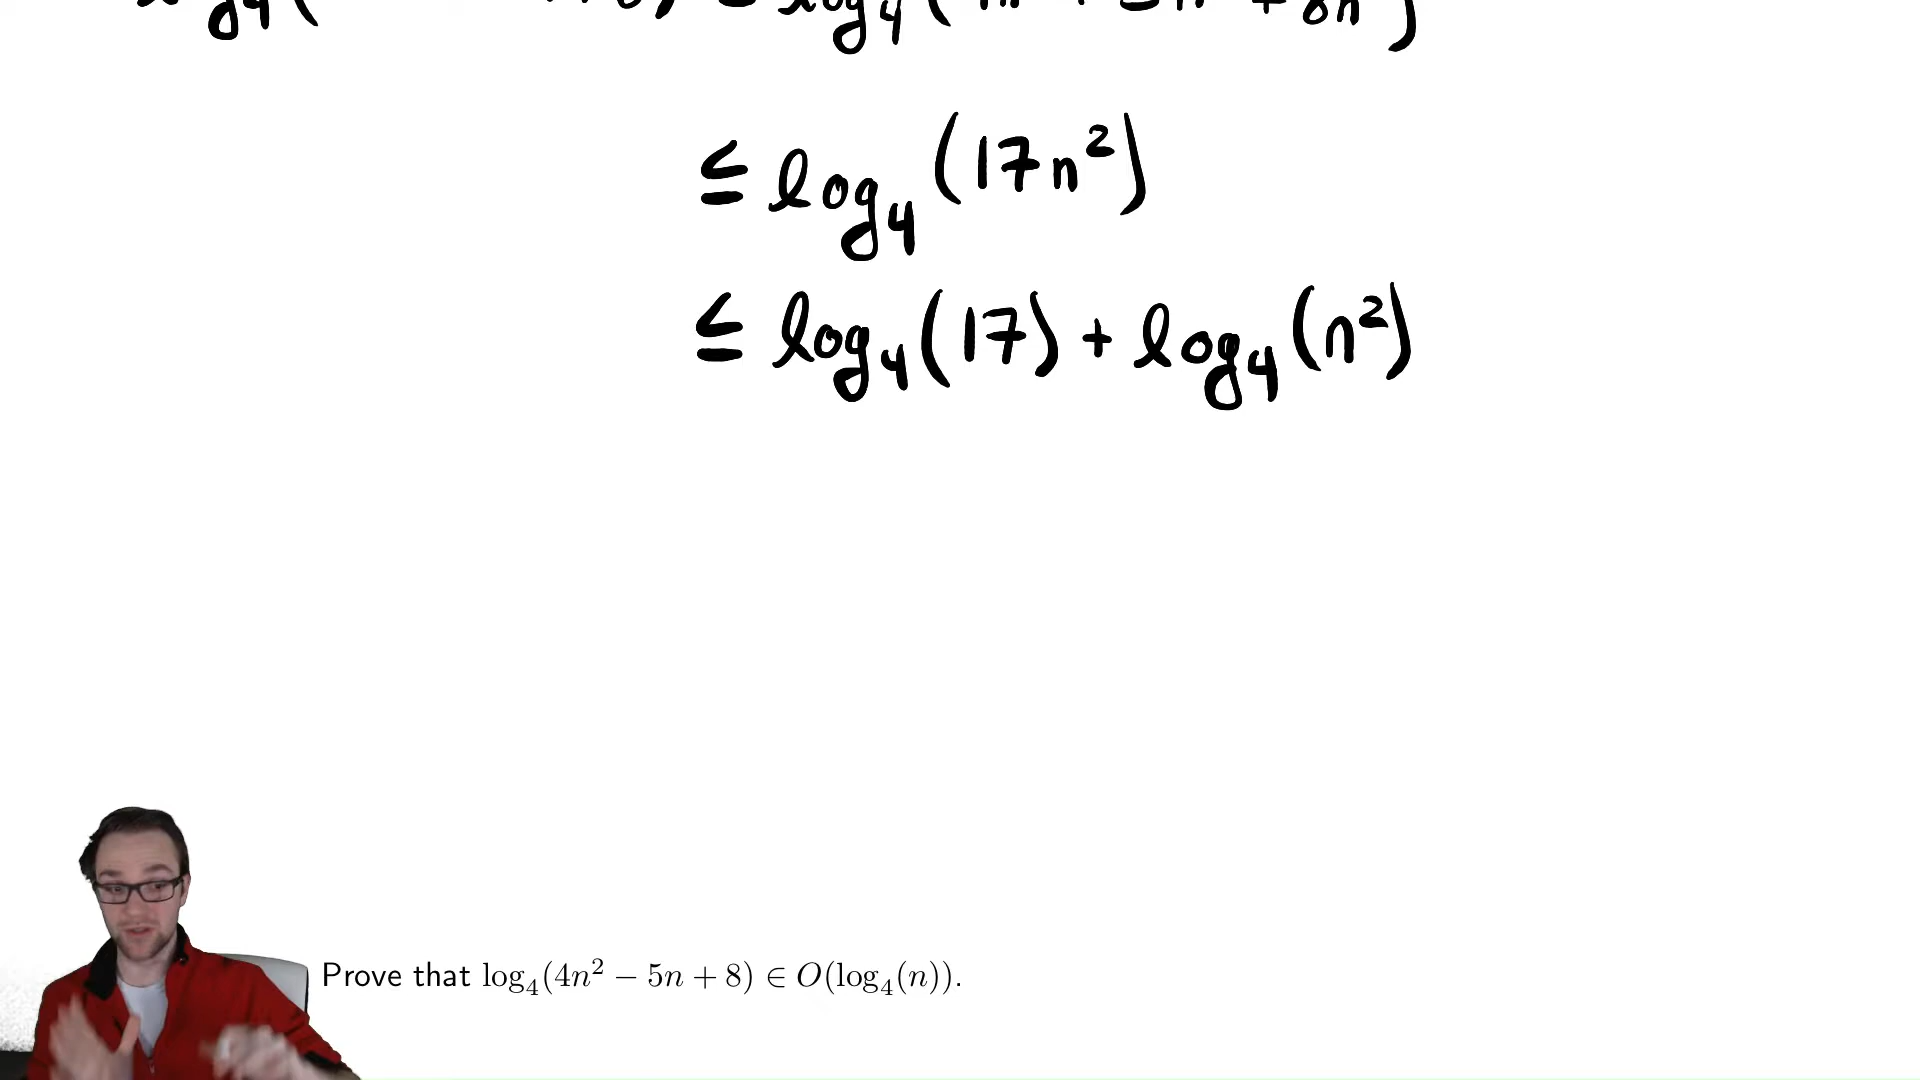 ≤ log₄(17n²)
≤ log₄(17) + log₄(n²)
Prove that log₄(4n² − 5n + 8) ∈ O(log₄(n)).